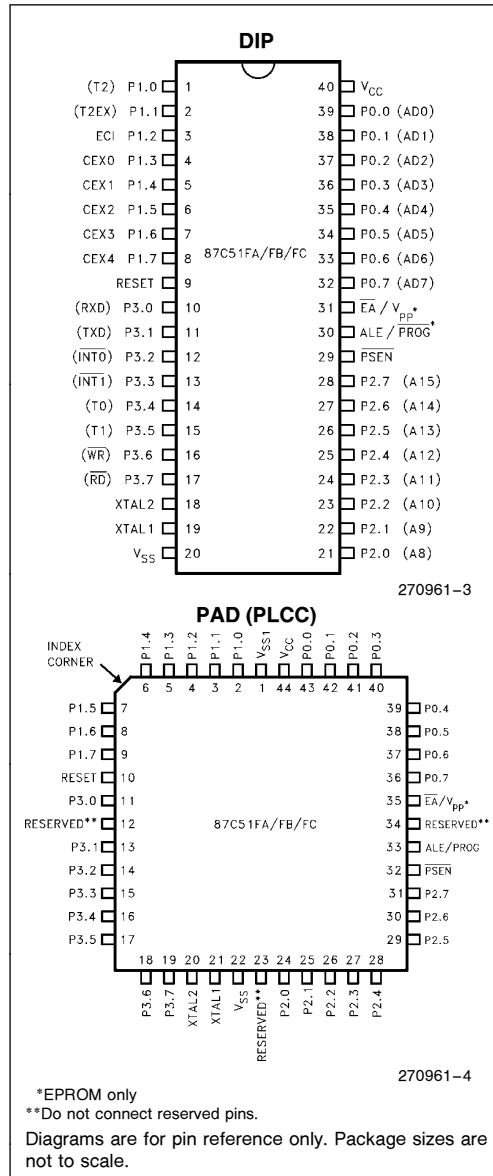 DIP
(T2) P1.0 1 40 VCC
(T2EX) P1.1 2 39 P0.0 (AD0)
ECI P1.2 3 38 P0.1 (AD1)
CEX0 P1.3 4 37 P0.2 (AD2)
CEX1 P1.4 5 36 P0.3 (AD3)
CEX2 P1.5 6 35 P0.4 (AD4)
CEX3 P1.6 7 34 P0.5 (AD5)
87C51FA/FB/FC
CEX4 P1.7 8 33 P0.6 (AD6)
RESET 9 32 P0.7 (AD7)
(RXD) P3.0 10 31 EA / VPP*
(TXD) P3.1 11 30 ALE / PROG*
(INT0) P3.2 12 29 PSEN
(INT1) P3.3 13 28 P2.7 (A15)
(T0) P3.4 14 27 P2.6 (A14)
(T1) P3.5 15 26 P2.5 (A13)
(WR) P3.6 16 25 P2.4 (A12)
(RD) P3.7 17 24 P2.3 (A11)
XTAL2 18 23 P2.2 (A10)
XTAL1 19 22 P2.1 (A9)
VSS 20 21 P2.0 (A8)
270961–3
PAD (PLCC)
INDEX
CORNER
P1.4 P1.3 P1.2 P1.1 P1.0 VSS1 VCC P0.0 P0.1 P0.2 P0.3
6 5 4 3 2 1 44 43 42 41 40
P1.5 7 39 P0.4
P1.6 8 38 P0.5
P1.7 9 37 P0.6
RESET 10 36 P0.7
P3.0 11 35 EA/VPP*
RESERVED** 12 87C51FA/FB/FC 34 RESERVED**
P3.1 13 33 ALE/PROG
P3.2 14 32 PSEN
P3.3 15 31 P2.7
P3.4 16 30 P2.6
P3.5 17 29 P2.5
18 19 20 21 22 23 24 25 26 27 28
P3.6 P3.7 XTAL2 XTAL1 VSS RESERVED** P2.0 P2.1 P2.2 P2.3 P2.4
270961–4
*EPROM only
**Do not connect reserved pins.
Diagrams are for pin reference only. Package sizes are
not to scale.